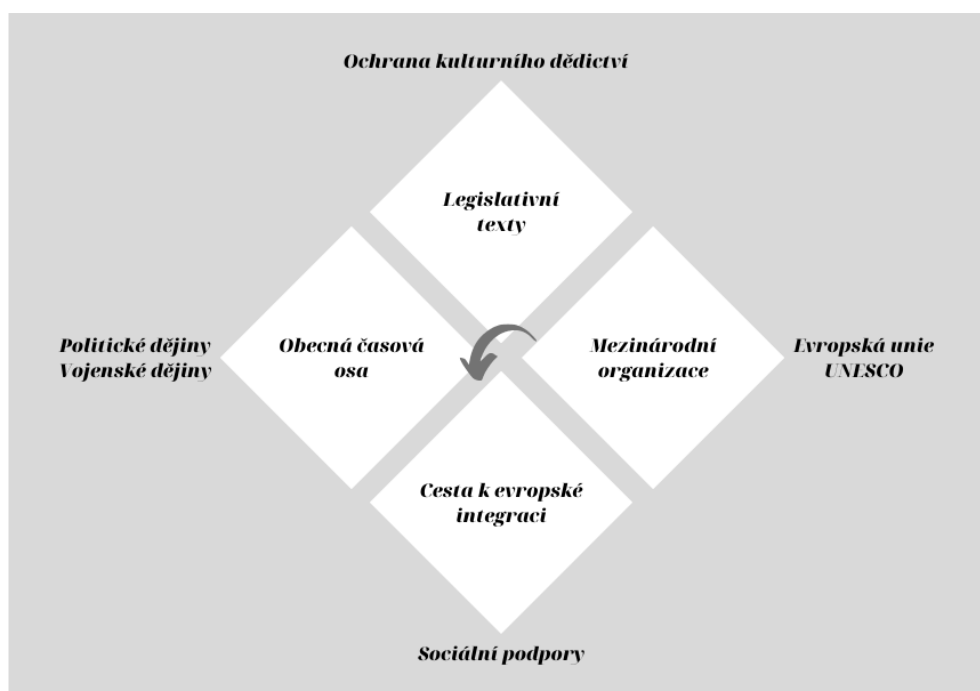 Ochrana kulturního dědictví
Legislativní
texty
Politické dějiny
Vojenské dějiny
Obecná časová
osa
Mezinárodní
organizace
Evropská unie
UNESCO
Cesta k evropské
integraci
Sociální podpory